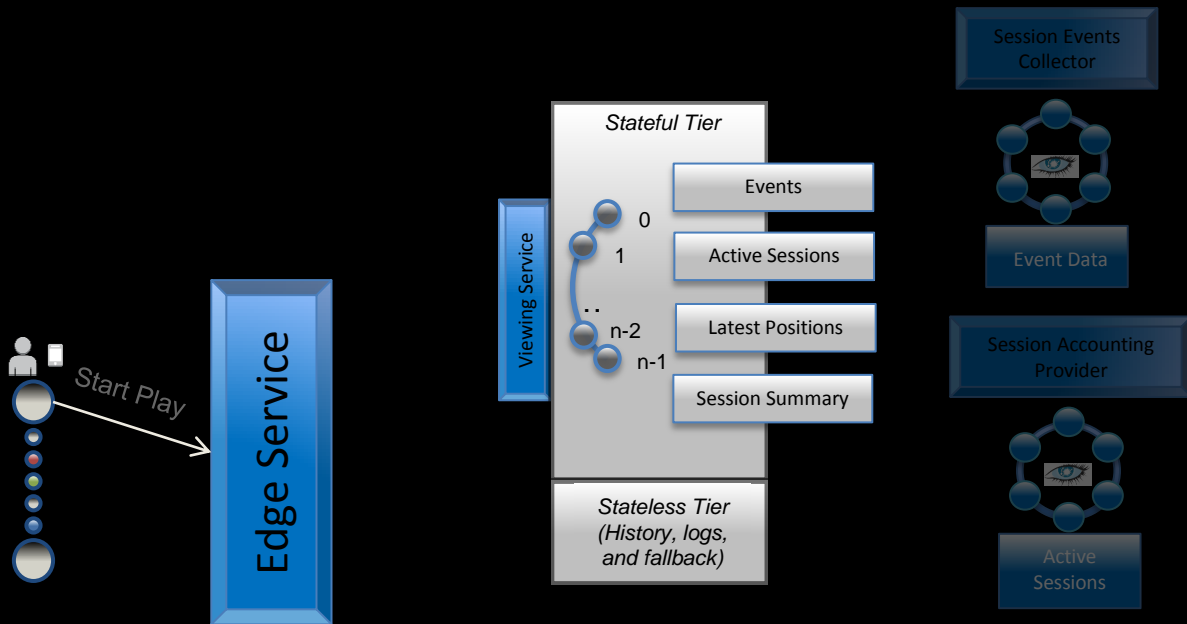 Session Events
Collector
Event Data
Session Accounting
Provider
Active
Sessions
Stateful Tier
Events
Active Sessions
Latest Positions
Session Summary
0
1
..
n-2
n-1
Viewing Service
Stateless Tier
(History, logs,
and fallback)
Start Play
Edge Service